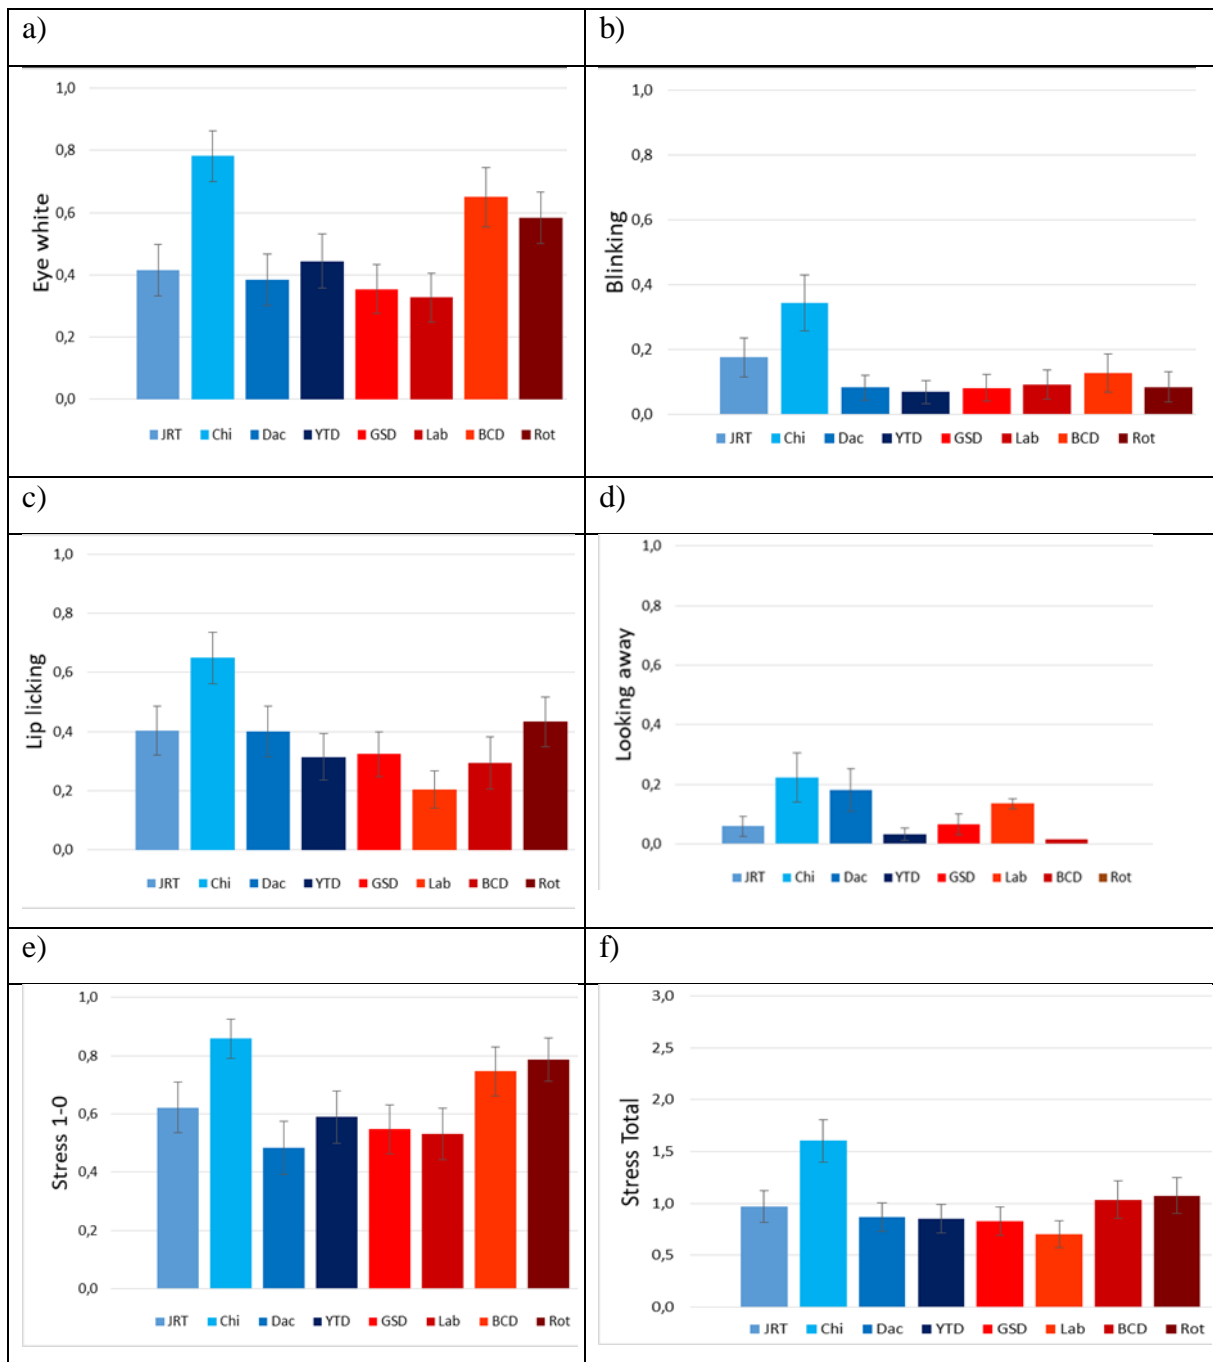 a)
b)
1,0
0,8
0,6
0,4
0,2
0,0
Eye white
JRT Chi Dac YTD GSD Lab BCD Rot
1,0
0,8
0,6
0,4
0,2
0,0
Blinking
JRT Chi Dac YTD GSD Lab BCD Rot
c)
d)
1,0
0,8
0,6
0,4
0,2
0,0
Lip licking
JRT Chi Dac YTD GSD Lab BCD Rot
1,0
0,8
0,6
0,4
0,2
0,0
Looking away
JRT Chi Dac YTD GSD Lab BCD Rot
e)
f)
1,0
0,8
0,6
0,4
0,2
0,0
Stress 1-0
JRT Chi Dac YTD GSD Lab BCD Rot
3,0
2,5
2,0
1,5
1,0
0,5
0,0
Stress Total
JRT Chi Dac YTD GSD Lab BCD Rot